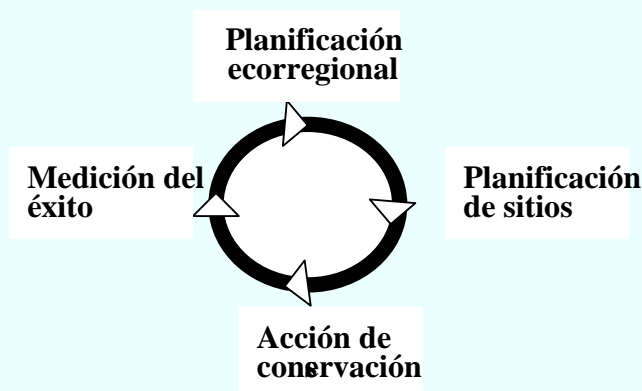 Planificación
ecorregional
Medición del
éxito
Planificación
de sitios
Acción de
conservación